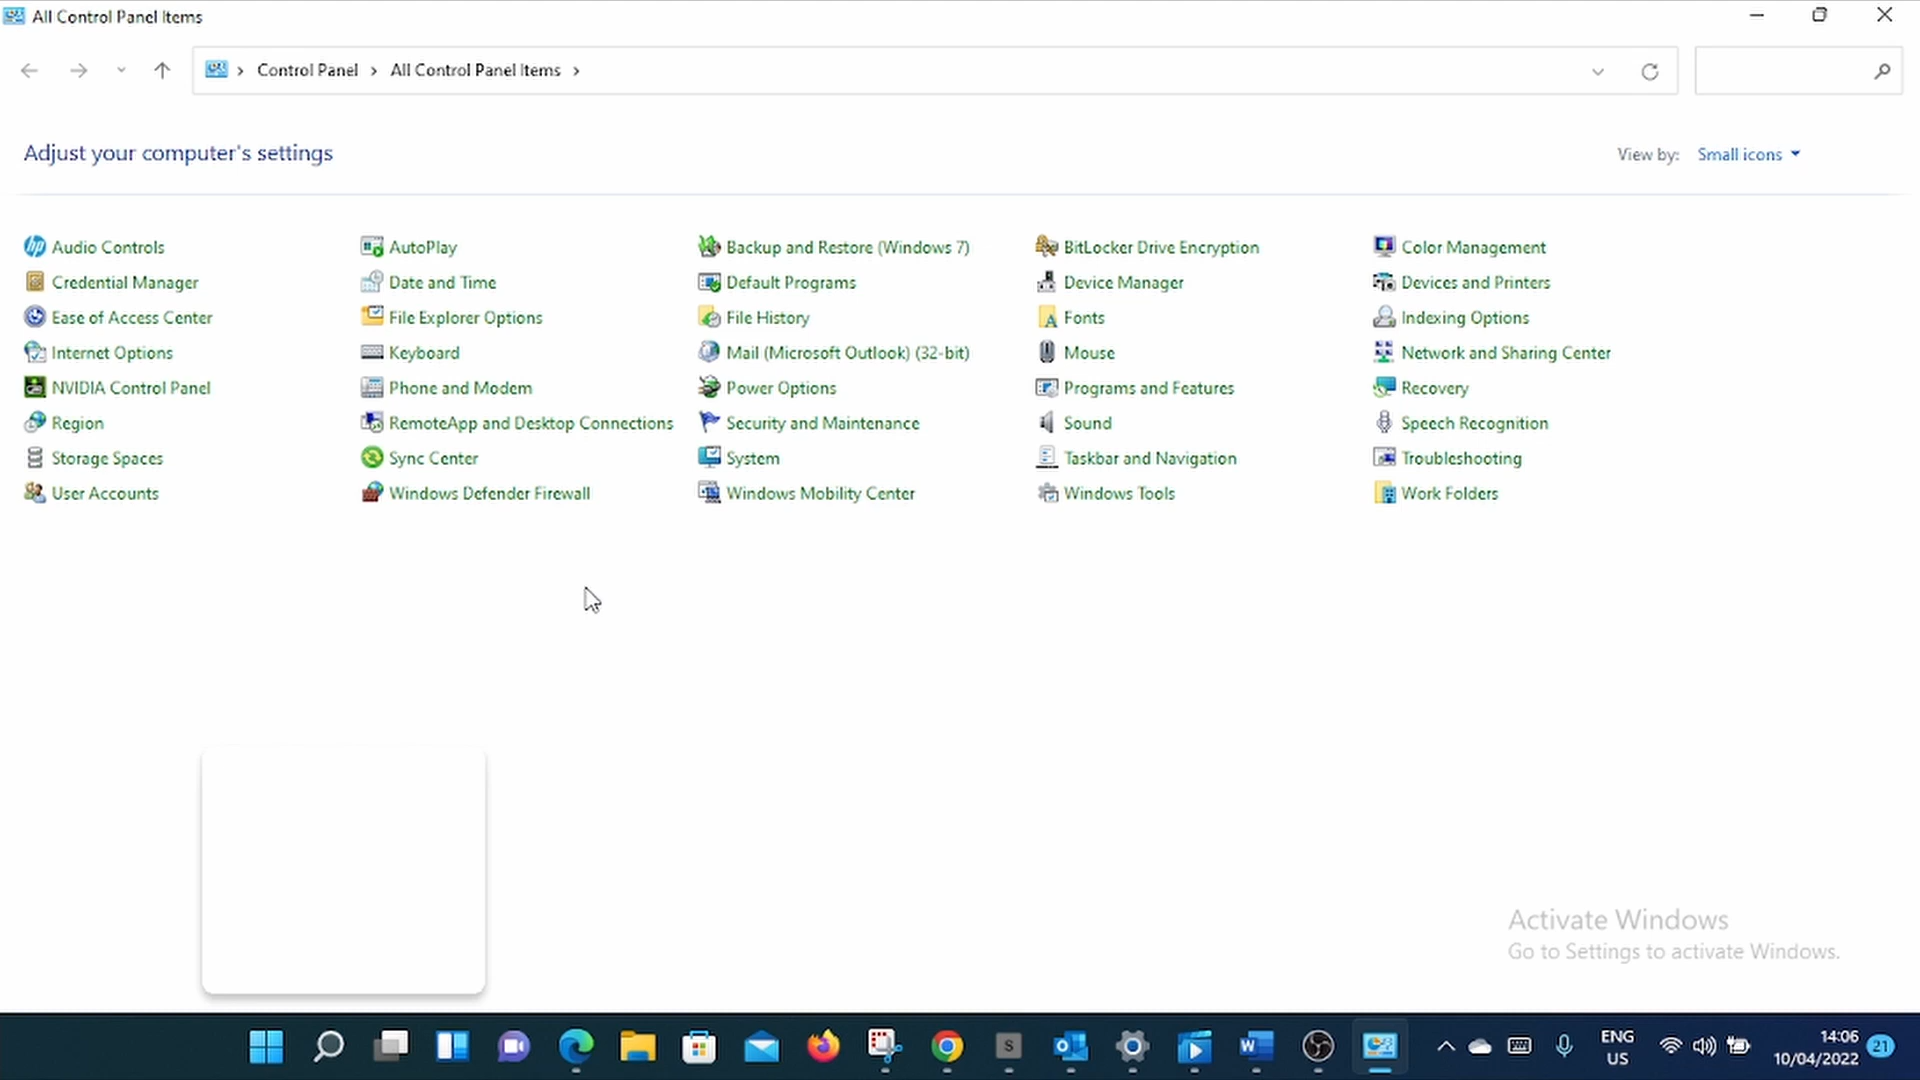 All Control Panel Items
Control Panel All Control Panel Items
Adjust your computer's settings
View by: Small icons
Audio Controls AutoPlay Backup and Restore (Windows 7) BitLocker Drive Encryption Color Management
Credential Manager Date and Time Default Programs Device Manager Devices and Printers
Ease of Access Center File Explorer Options File History Fonts Indexing Options
Internet Options Keyboard Mail (Microsoft Outlook) (32-bit) Mouse Network and Sharing Center
NVIDIA Control Panel Phone and Modem Power Options Programs and Features Recovery
Region RemoteApp and Desktop Connections Security and Maintenance Sound Speech Recognition
Storage Spaces Sync Center System Taskbar and Navigation Troubleshooting
User Accounts Windows Defender Firewall Windows Mobility Center Windows Tools Work Folders
Activate Windows
Go to Settings to activate Windows.
ENG 14:06
US 10/04/2022 21